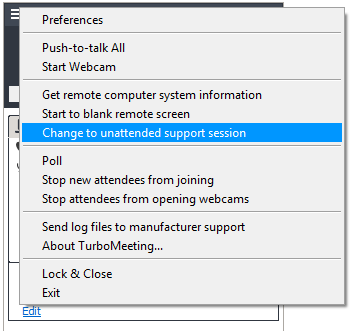 Preferences
Push-to-talk All
Start Webcam
Get remote computer system information
Start to blank remote screen
Change to unattended support session
Poll
Stop new attendees from joining
Stop attendees from opening webcams
Send log files to manufacturer support
About TurboMeeting...
Lock & Close
Exit
Edit